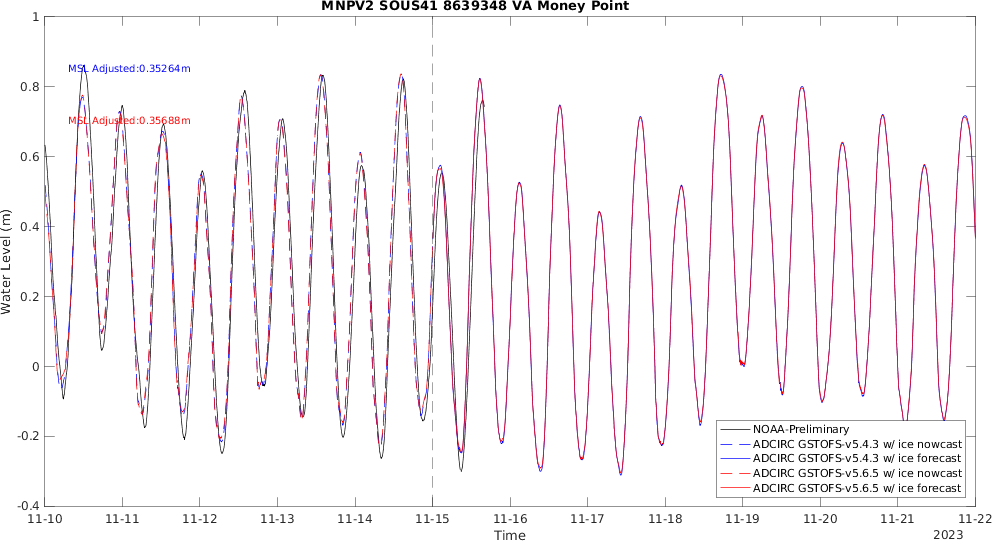 MNPV2 SOUS41 8639348 VA Money Point
1
0.8
0.6
0.4
0.2
0
-0.2
-0.4
Water Level (m)
MSL Adjusted:0.35264m
MSL Adjusted:0.35688m
NOAA-Preliminary
ADCIRC GSTOFS-v5.4.3 w/ ice nowcast
ADCIRC GSTOFS-v5.4.3 w/ ice forecast
ADCIRC GSTOFS-v5.6.5 w/ ice nowcast
ADCIRC GSTOFS-v5.6.5 w/ ice forecast
11-10 11-11 11-12 11-13 11-14 11-15 11-16 11-17 11-18 11-19 11-20 11-21 11-22
Time
2023